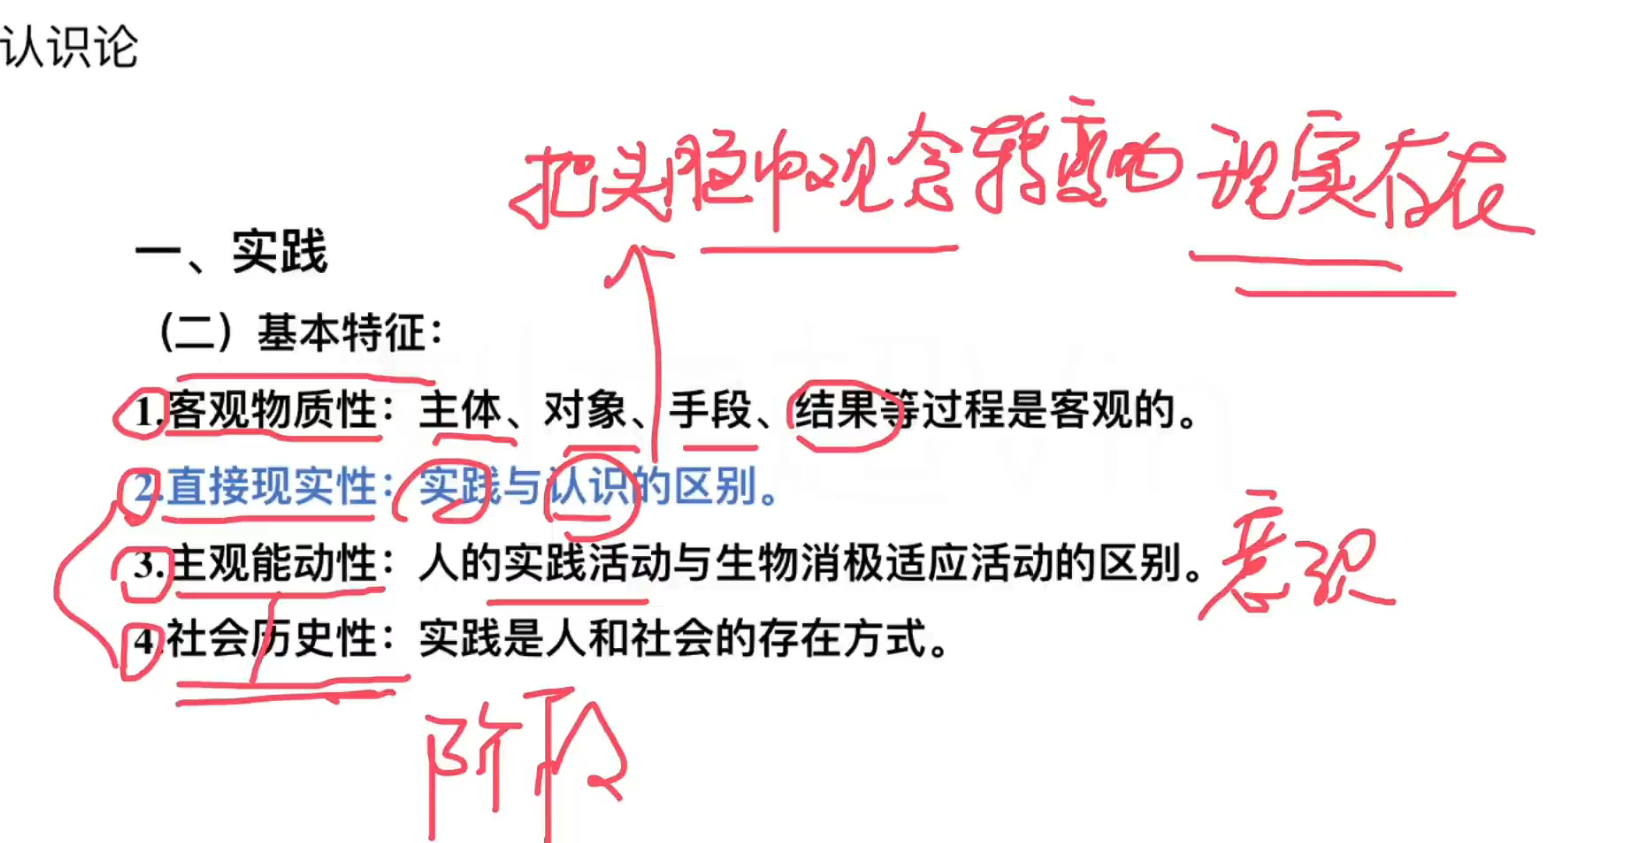 认识论
把头脑中观念转变为现实存在
一、实践
（二）基本特征：
1.客观物质性：主体、对象、手段、结果等过程是客观的。
2.直接现实性：实践与认识的区别。
3.主观能动性：人的实践活动与生物消极适应活动的区别。
意识
4.社会历史性：实践是人和社会的存在方式。
阶段